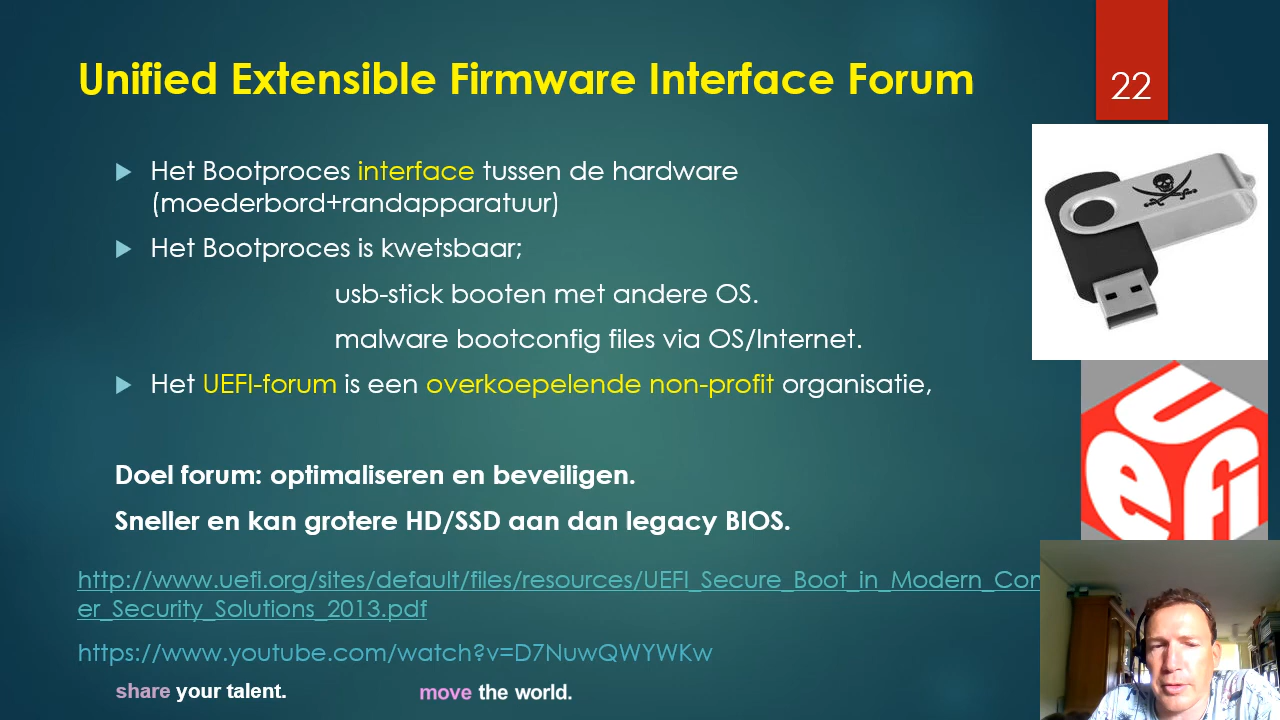 Unified Extensible Firmware Interface Forum
22
Het Bootproces interface tussen de hardware
(moederbord+randapparatuur)
Het Bootproces is kwetsbaar;
usb-stick booten met andere OS.
malware bootconfig files via OS/Internet.
Het UEFI-forum is een overkoepelende non-profit organisatie,
uefi
Doel forum: optimaliseren en beveiligen.
Sneller en kan grotere HD/SSD aan dan legacy BIOS.
http://www.uefi.org/sites/default/files/resources/UEFI_Secure_Boot_in_Modern_Con
er_Security_Solutions_2013.pdf
https://www.youtube.com/watch?v=D7NuwQWYWKw
share your talent.
move the world.